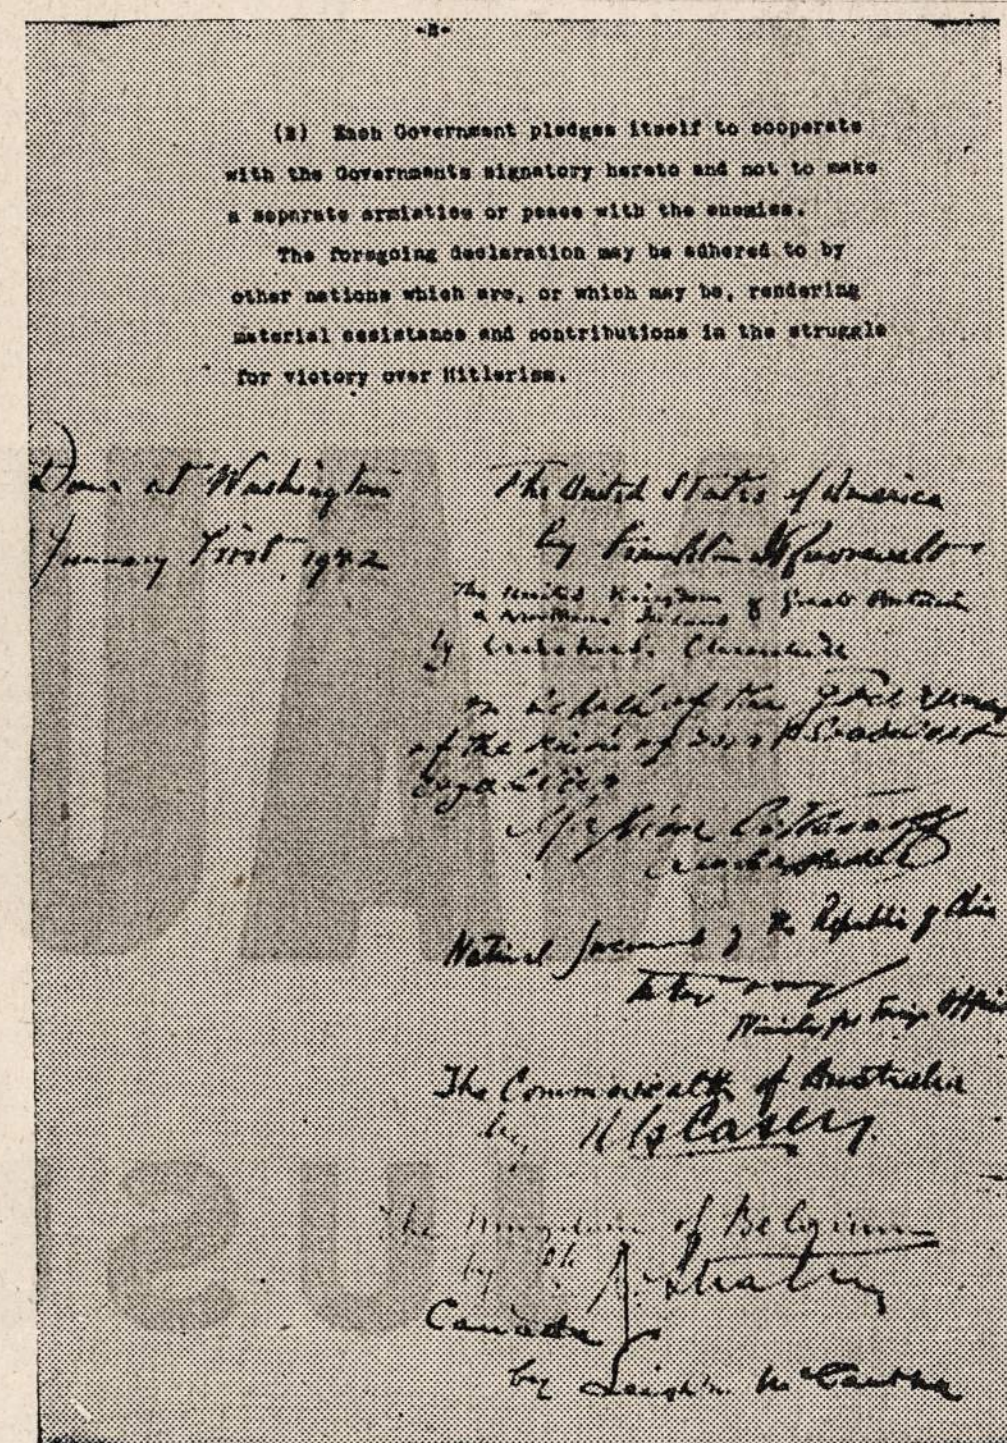 -2-
(2) Each Government pledges itself to cooperate
with the Governments signatory hereto and not to make
a separate armistice or peace with the enemies.
The foregoing declaration may be adhered to by
other nations which are, or which may be, rendering
material assistance and contributions in the struggle
for victory over Hitlerism.
Done at Washington
January First 1942
The United States of America
by Franklin D Roosevelt
The United Kingdom of Great Britain
& Northern Ireland
by Winston S. Churchill
on behalf of the
of the Union of Soviet Socialist
Maxime Litvinoff
National Government of the Republic of China
Minister for Foreign Affairs
The Commonwealth of Australia
by R G Casey.
The Kingdom of Belgium
by
Canada
by Leighton McCarthy